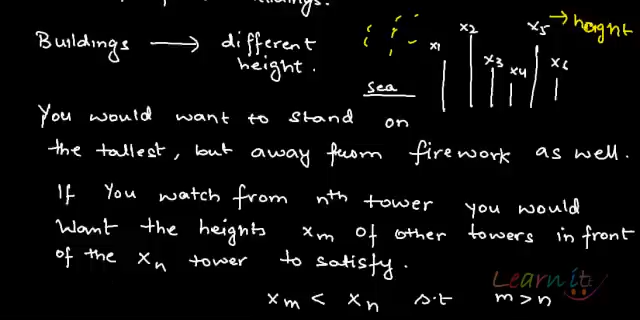 Buildings → different height.
x1 x2 x3 x4 x5 → height x6
sea
You would want to stand on
the tallest, but away from firework as well.
If you watch from nth tower you would
want the heights xm of other towers in front
of the xn tower to satisfy.
Learn it
xm < xn s.t m > n